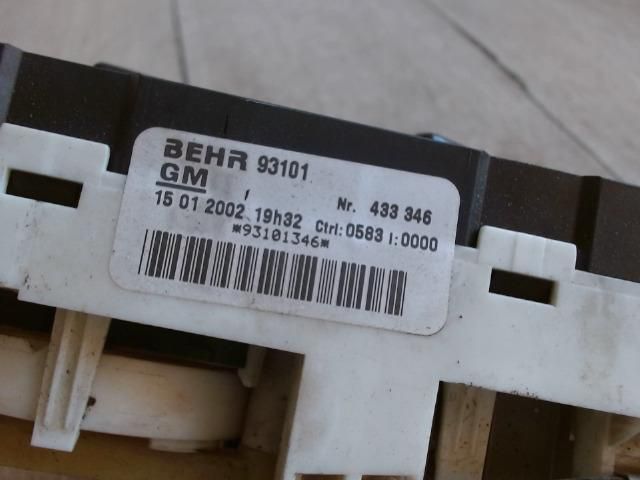 BEHR 93101
GM
Nr. 433 346
15 01 2002 19h32 Ctrl:0583 I:0000
*93101346*